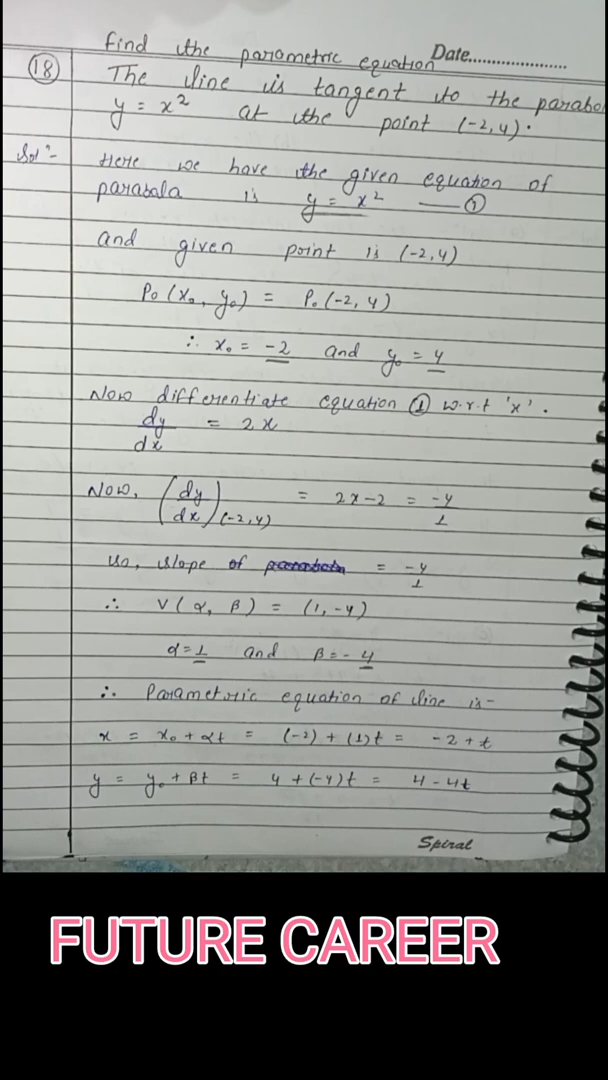 find the parametric equation Date....................
(18) The line is tangent to the parabo
y = x² at the point (-2,4).
Sol:- Here we have the given equation of
parabala is y = x² —— ①
and given point is (-2,4)
P₀(x₀, y₀) = P₀(-2, 4)
∴ x₀ = -2 and y₀ = 4
Now differentiate equation ① w.r.t 'x'.
dy/dx = 2x
Now, (dy/dx)(-2,4) = 2x-2 = -4/1
so, slope of = -4/1
∴ V(α, β) = (1, -4)
α=1 and β=-4
∴ Parametoric equation of line is-
x = x₀ + αt = (-2) + (1)t = -2 + t
y = y₀ + βt = 4 + (-4)t = 4 - 4t
Spiral
FUTURE CAREER